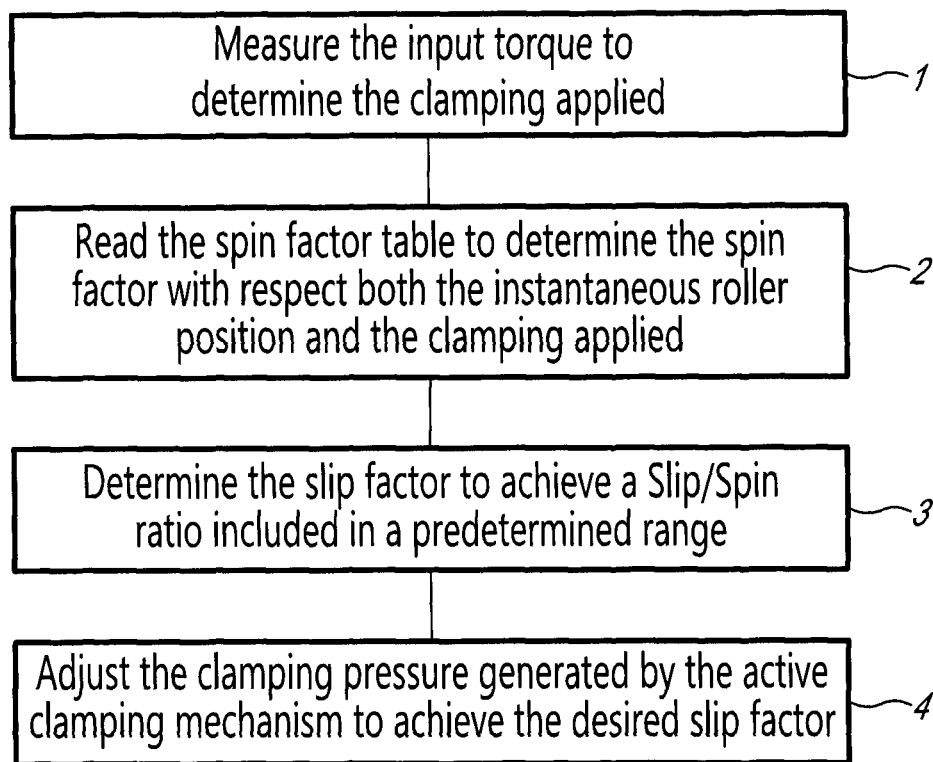 Measure the input torque to
determine the clamping applied
1
Read the spin factor table to determine the spin
factor with respect both the instantaneous roller
position and the clamping applied
2
Determine the slip factor to achieve a Slip/Spin
ratio included in a predetermined range
3
Adjust the clamping pressure generated by the active
clamping mechanism to achieve the desired slip factor
4